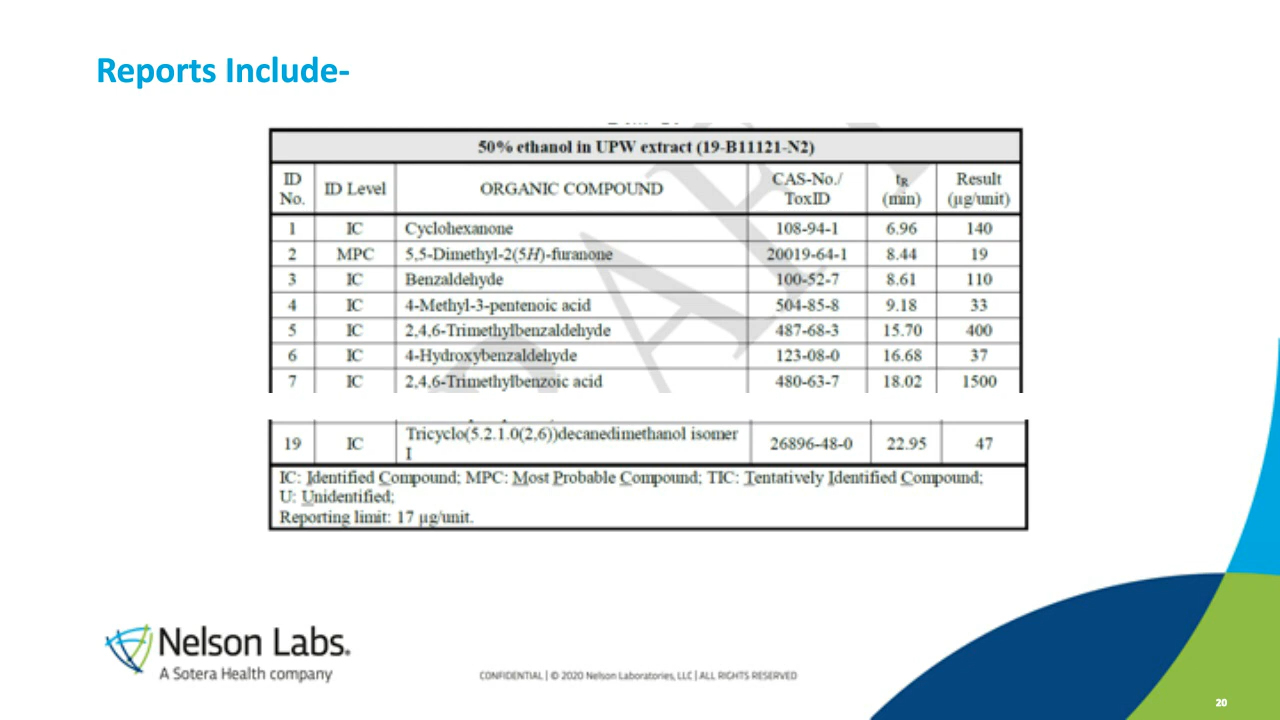 Reports Include-
50% ethanol in UPW extract (19-B11121-N2)
ID No. ID Level ORGANIC COMPOUND CAS-No./ ToxID tR (min) Result (µg/unit)
1 IC Cyclohexanone 108-94-1 6.96 140
2 MPC 5,5-Dimethyl-2(5H)-furanone 20019-64-1 8.44 19
3 IC Benzaldehyde 100-52-7 8.61 110
4 IC 4-Methyl-3-pentenoic acid 504-85-8 9.18 33
5 IC 2,4,6-Trimethylbenzaldehyde 487-68-3 15.70 400
6 IC 4-Hydroxybenzaldehyde 123-08-0 16.68 37
7 IC 2,4,6-Trimethylbenzoic acid 480-63-7 18.02 1500
19 IC Tricyclo(5.2.1.0(2,6))decanedimethanol isomer I 26896-48-0 22.95 47
IC: Identified Compound; MPC: Most Probable Compound; TIC: Tentatively Identified Compound;
U: Unidentified;
Reporting limit: 17 µg/unit.
Nelson Labs.
A Sotera Health company
CONFIDENTIAL | © 2020 Nelson Laboratories, LLC | ALL RIGHTS RESERVED
20